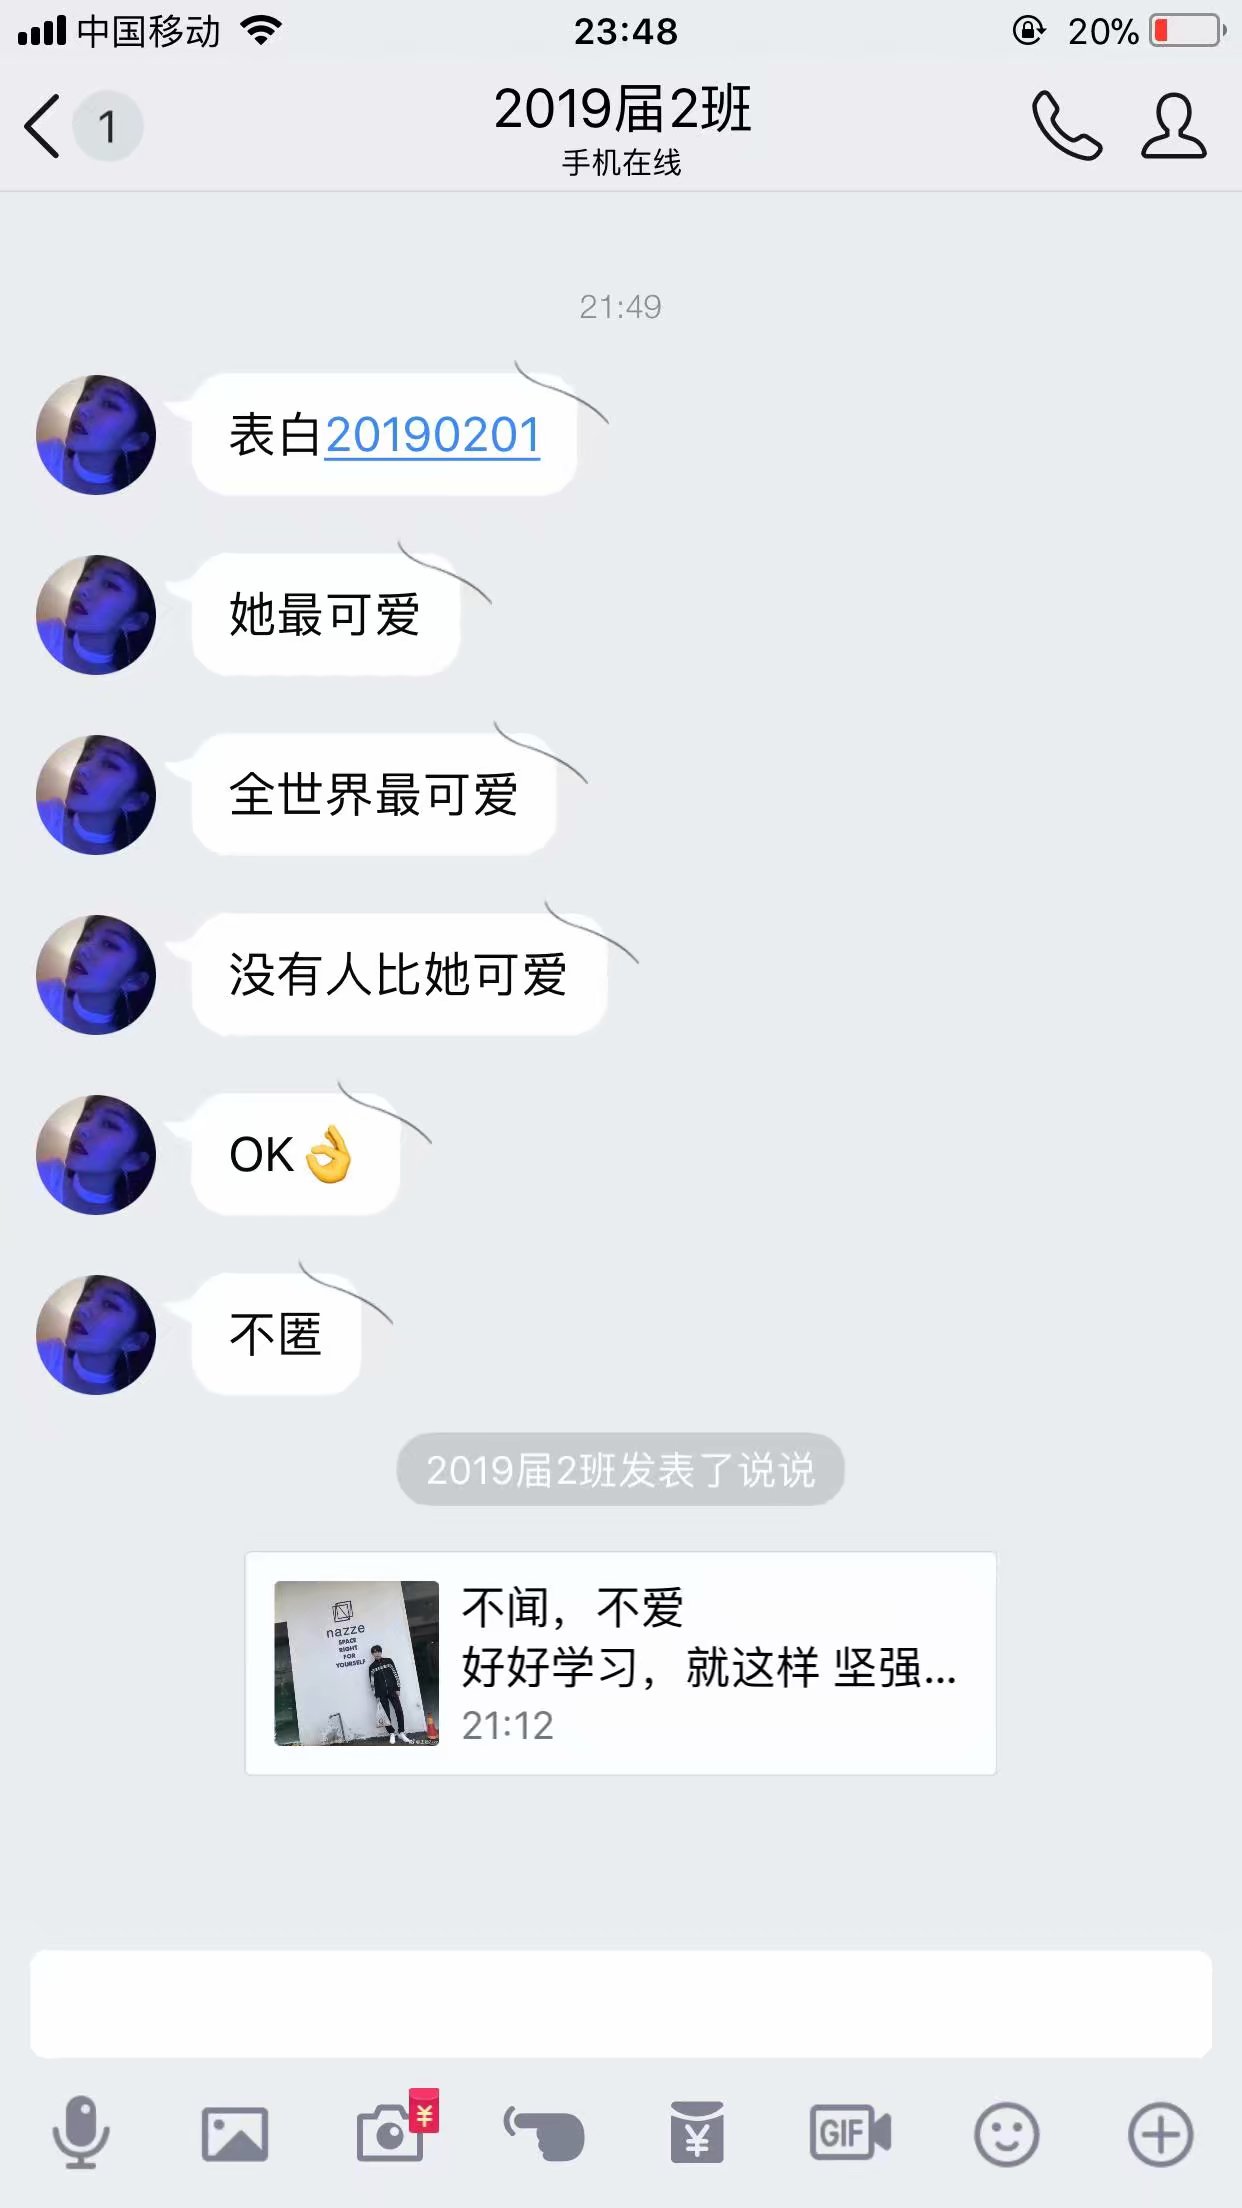 中国移动
23:48
20%
1
2019届2班
手机在线
21:49
表白20190201
她最可爱
全世界最可爱
没有人比她可爱
OK👌
不匿
2019届2班发表了说说
nazze
SPACE
RIGHT
FOR
YOURSELF
不闻，不爱
好好学习，就这样 坚强...
21:12
¥
¥
GIF